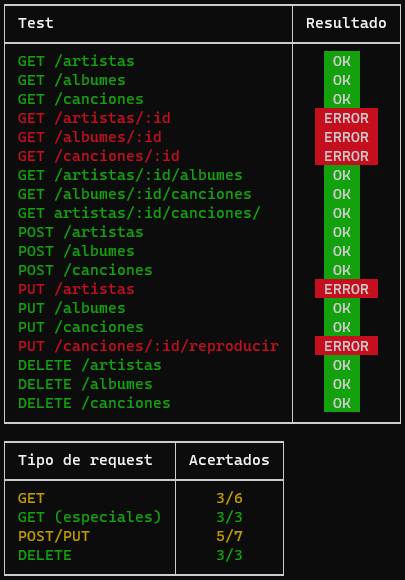 Test Resultado
GET /artistas OK
GET /albumes OK
GET /canciones OK
GET /artistas/:id ERROR
GET /albumes/:id ERROR
GET /canciones/:id ERROR
GET /artistas/:id/albumes OK
GET /albumes/:id/canciones OK
GET artistas/:id/canciones/ OK
POST /artistas OK
POST /albumes OK
POST /canciones OK
PUT /artistas ERROR
PUT /albumes OK
PUT /canciones OK
PUT /canciones/:id/reproducir ERROR
DELETE /artistas OK
DELETE /albumes OK
DELETE /canciones OK
Tipo de request Acertados
GET 3/6
GET (especiales) 3/3
POST/PUT 5/7
DELETE 3/3